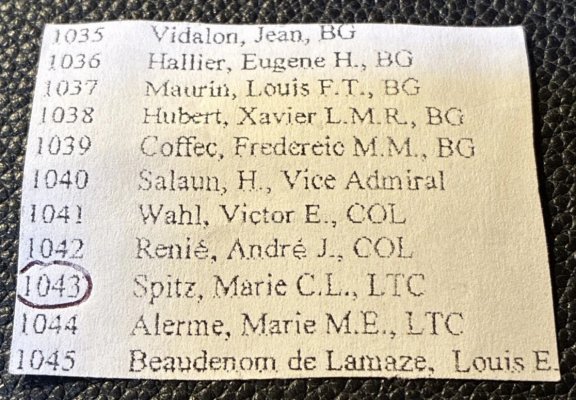 1035 Vidalon, Jean, BG
1036 Hallier, Eugene H., BG
1037 Maurin, Louis F.T., BG
1038 Hubert, Xavier L.M.R., BG
1039 Coffec, Fredereic M.M., BG
1040 Salaun, H., Vice Admiral
1041 Wahl, Victor E., COL
1042 Renié, André J., COL
1043 Spitz, Marie C.L., LTC
1044 Alerme, Marie M.E., LTC
1045 Beaudenom de Lamaze, Louis E.